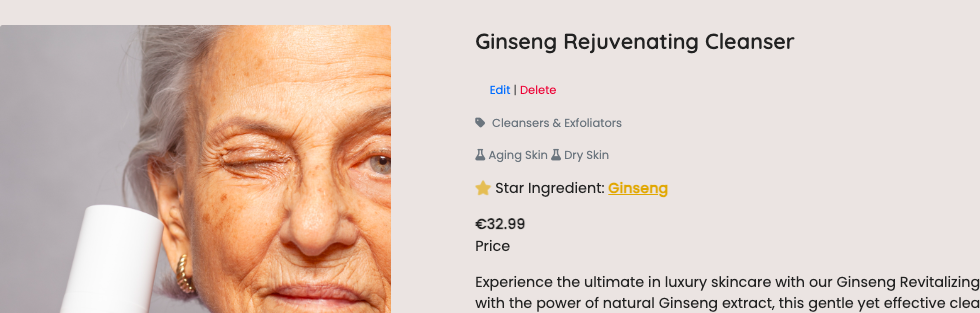 Ginseng Rejuvenating Cleanser
Edit | Delete
Cleansers & Exfoliators
Aging Skin Dry Skin
Star Ingredient: Ginseng
€32.99
Price
Experience the ultimate in luxury skincare with our Ginseng Revitalizing
with the power of natural Ginseng extract, this gentle yet effective clea